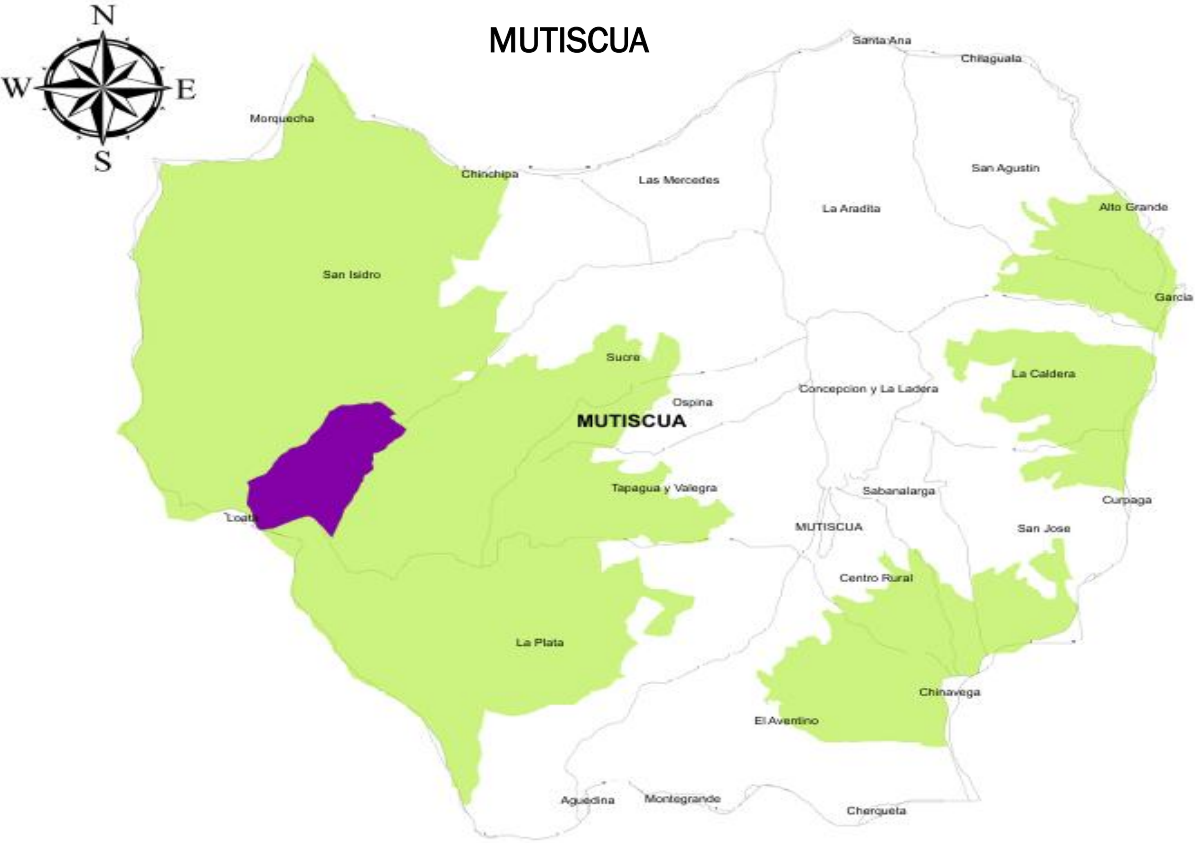 N
MUTISCUA
W
E
S
Santa Ana
Chilaguala
Morquecha
Chinchipa
Las Mercedes
San Agustin
La Aradita
Alto Grande
San Isidro
Garcia
Sucre
La Caldera
Concepcion y La Ladera
Ospina
MUTISCUA
Tapagua y Valegra
Sabanalarga
Curpaga
Loata
MUTISCUA
San Jose
Centro Rural
La Plata
Chinavega
El Aventino
Aguedina
Montegrande
Cherqueta